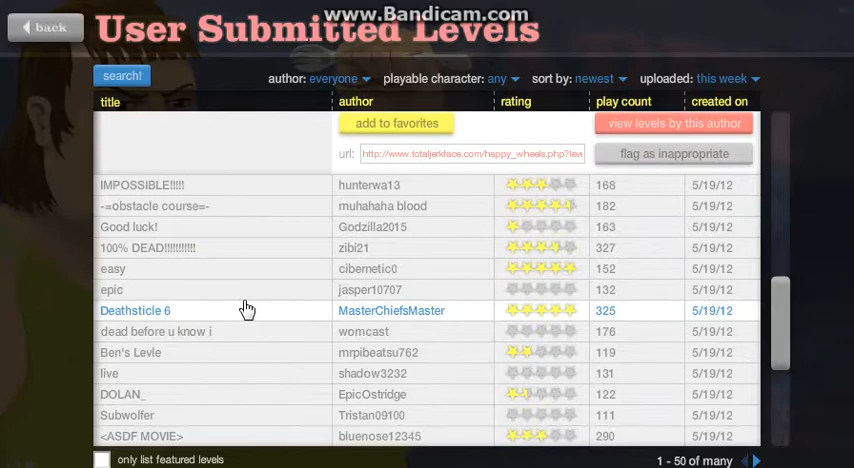 www.Bandicam.com
back
User Submitted Levels
search!
author: everyone playable character: any sort by: newest uploaded: this week
title author rating play count created on
add to favorites view levels by this author
url: http://www.totaljerkface.com/happy_wheels.php?leve flag as inappropriate
IMPOSSIBLE!!!!! hunterwa13 168 5/19/12
-=obstacle course=- muhahaha blood 182 5/19/12
Good luck! Godzilla2015 163 5/19/12
100% DEAD!!!!!!!!!!! zibi21 327 5/19/12
easy cibernetic0 152 5/19/12
epic jasper10707 132 5/19/12
Deathsticle 6 MasterChiefsMaster 325 5/19/12
dead before u know i womcast 176 5/19/12
Ben's Levle mrpibeatsu762 119 5/19/12
live shadow3232 131 5/19/12
DOLAN_ EpicOstridge 122 5/19/12
Subwolfer Tristan09100 111 5/19/12
<ASDF MOVIE> bluenose12345 290 5/19/12
only list featured levels 1 - 50 of many